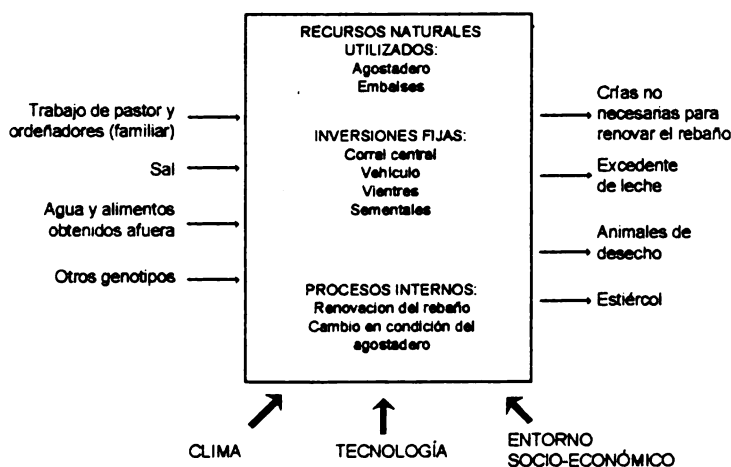 RECURSOS NATURALES
UTILIZADOS:
Agostadero
Embalses
INVERSIONES FIJAS:
Corral central
Vehículo
Vientres
Sementales
PROCESOS INTERNOS:
Renovacion del rebaño
Cambio en condición del
agostadero
Trabajo de pastor y
ordeñadores (familiar)
Sal
Agua y alimentos
obtenidos afuera
Otros genotipos
Crías no
necesarias para
renovar el rebaño
Excedente
de leche
Animales de
desecho
Estiércol
CLIMA
TECNOLOGÍA
ENTORNO
SOCIO-ECONÓMICO